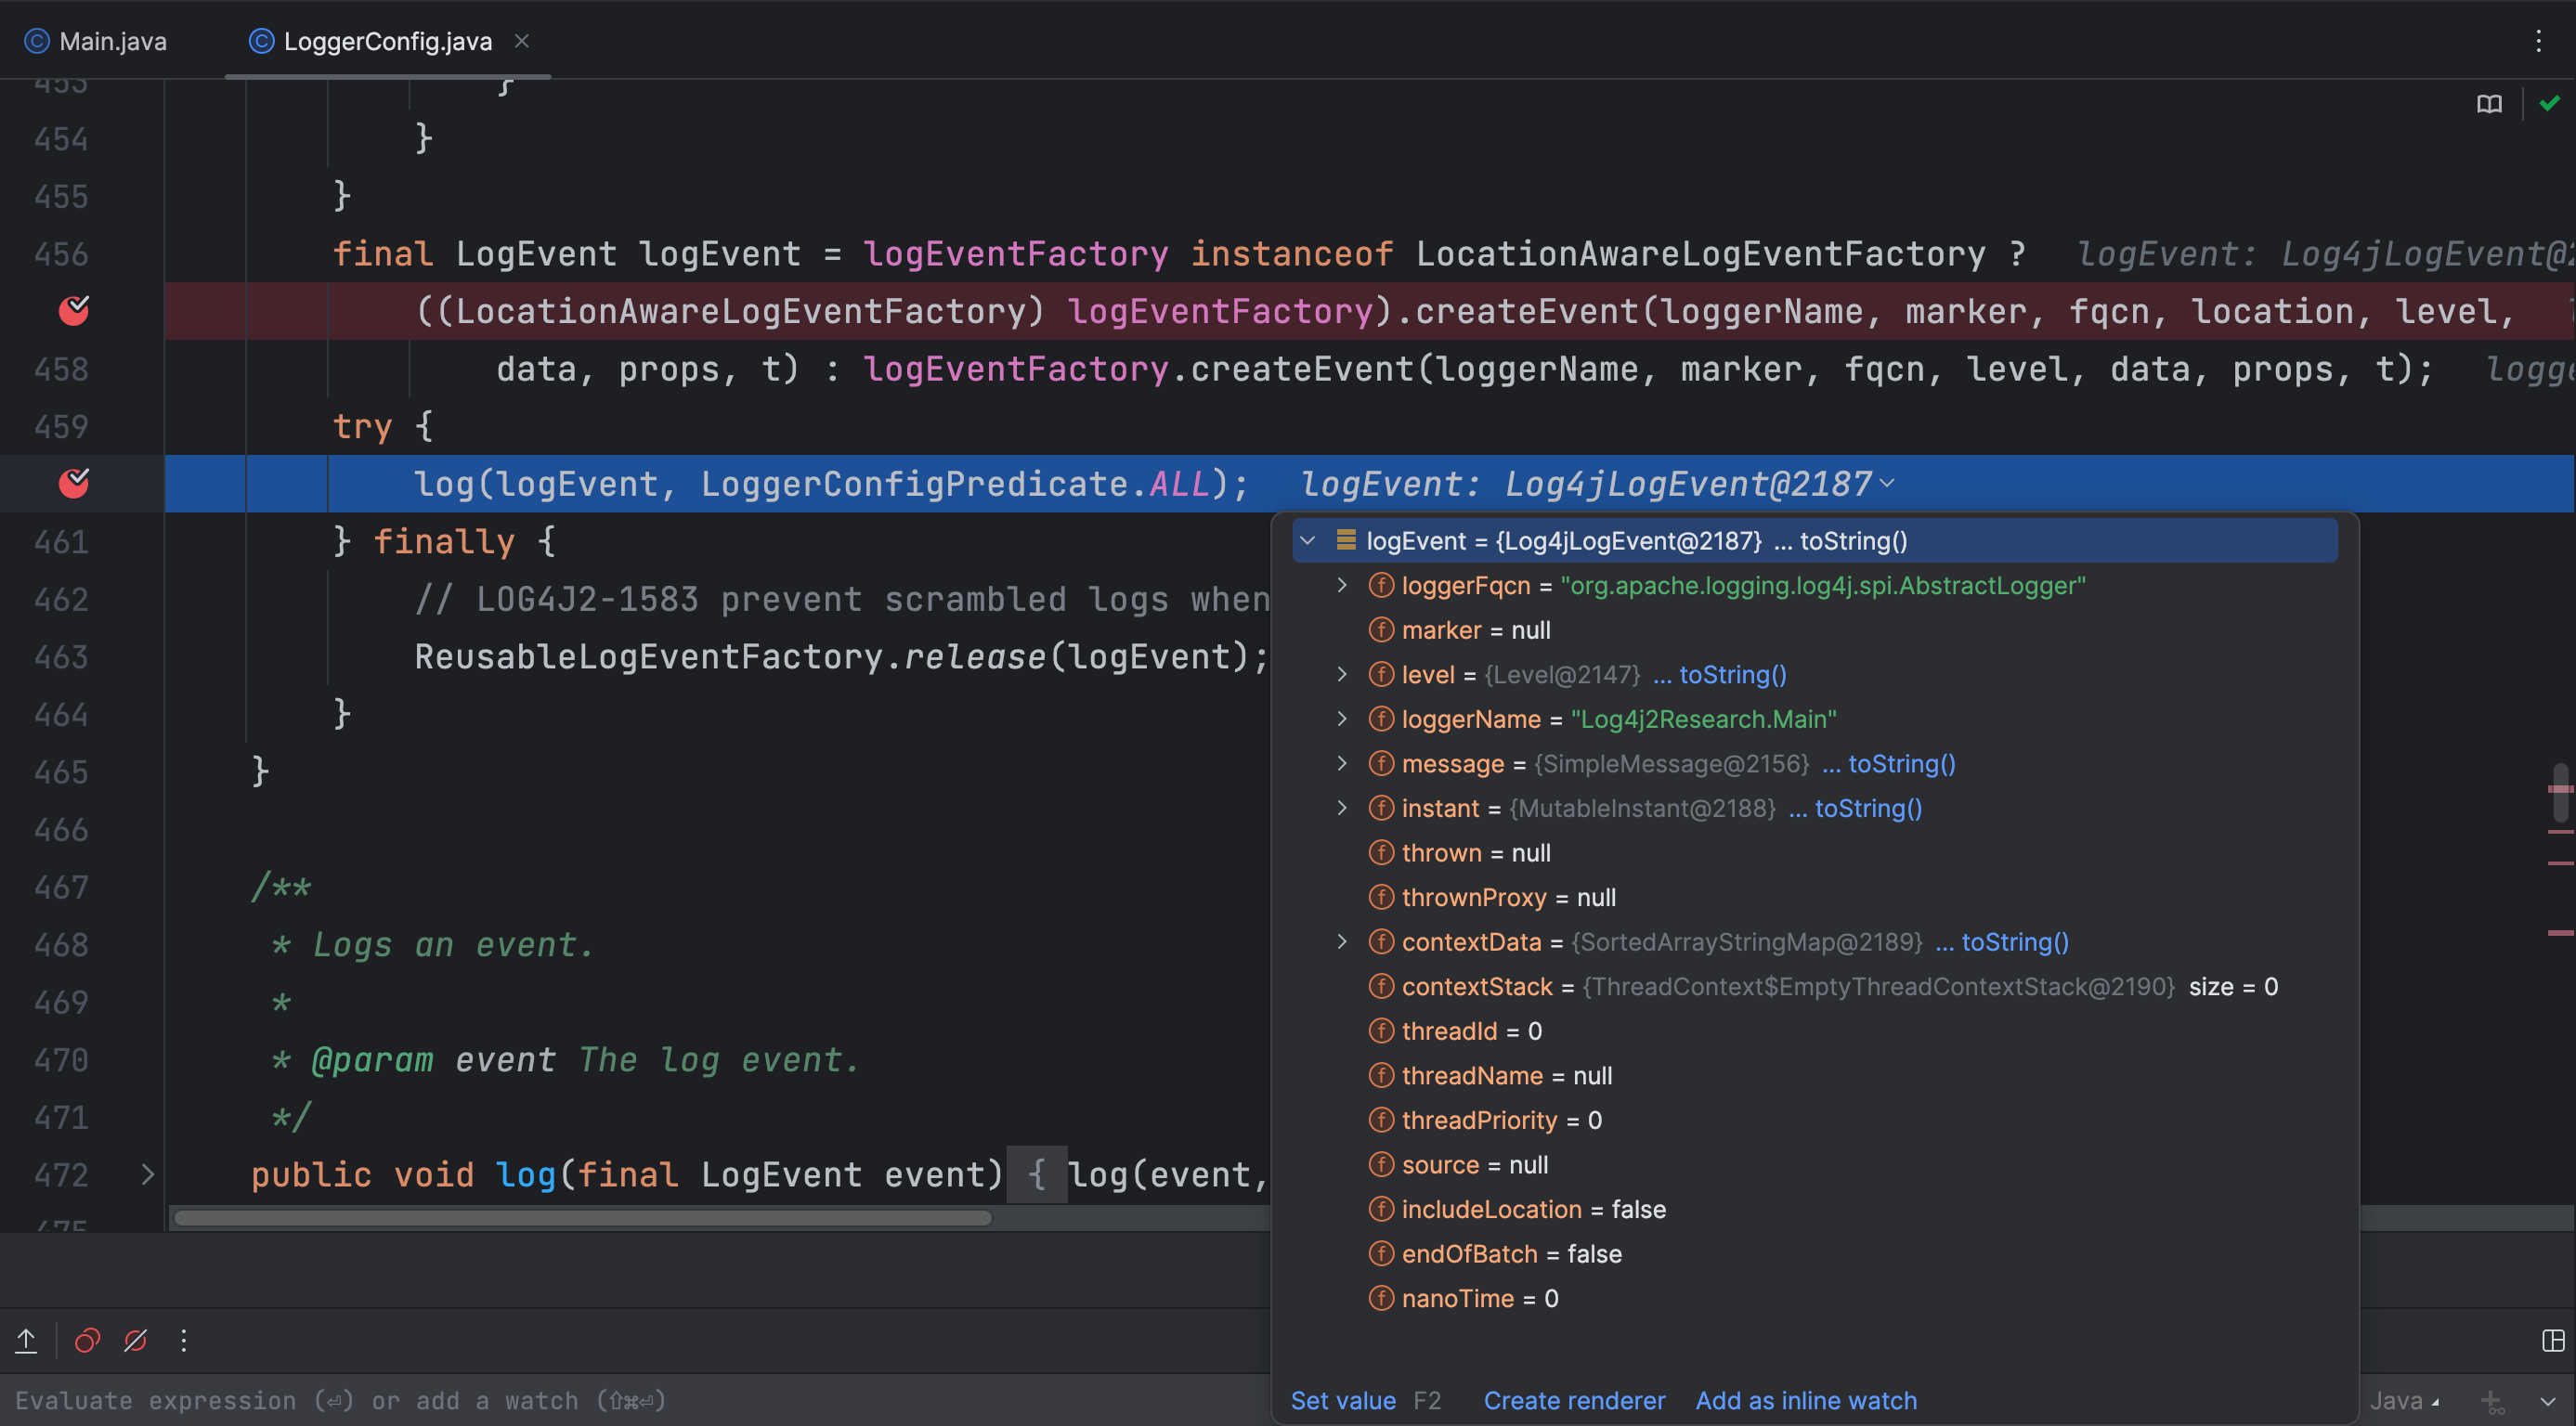 Main.java LoggerConfig.java
453 }
454 }
455 }
456 final LogEvent logEvent = logEventFactory instanceof LocationAwareLogEventFactory ? logEvent: Log4jLogEvent@2
((LocationAwareLogEventFactory) logEventFactory).createEvent(loggerName, marker, fqcn, location, level,
458 data, props, t) : logEventFactory.createEvent(loggerName, marker, fqcn, level, data, props, t); logge
459 try {
log(logEvent, LoggerConfigPredicate.ALL); logEvent: Log4jLogEvent@2187
461 } finally {
462 // LOG4J2-1583 prevent scrambled logs when
463 ReusableLogEventFactory.release(logEvent);
464 }
465 }
466
467 /**
468 * Logs an event.
469 *
470 * @param event The log event.
471 */
472 public void log(final LogEvent event) { log(event,
475
logEvent = {Log4jLogEvent@2187} ... toString()
loggerFqcn = "org.apache.logging.log4j.spi.AbstractLogger"
marker = null
level = {Level@2147} ... toString()
loggerName = "Log4j2Research.Main"
message = {SimpleMessage@2156} ... toString()
instant = {MutableInstant@2188} ... toString()
thrown = null
thrownProxy = null
contextData = {SortedArrayStringMap@2189} ... toString()
contextStack = {ThreadContext$EmptyThreadContextStack@2190} size = 0
threadId = 0
threadName = null
threadPriority = 0
source = null
includeLocation = false
endOfBatch = false
nanoTime = 0
Set value F2 Create renderer Add as inline watch
Evaluate expression (⏎) or add a watch (⇧⌘⏎) Java